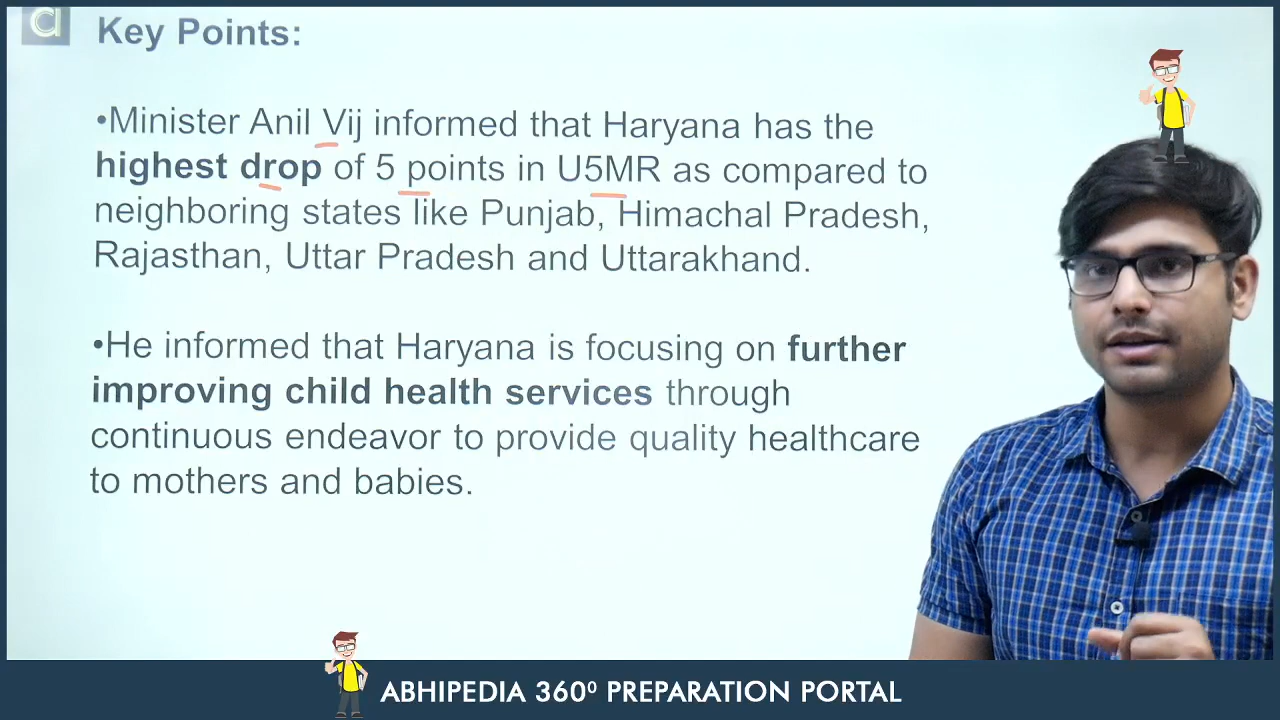 a
Key Points:
•Minister Anil Vij informed that Haryana has the
highest drop of 5 points in U5MR as compared to
neighboring states like Punjab, Himachal Pradesh,
Rajasthan, Uttar Pradesh and Uttarakhand.
•He informed that Haryana is focusing on further
improving child health services through
continuous endeavor to provide quality healthcare
to mothers and babies.
ABHIPEDIA 360⁰ PREPARATION PORTAL